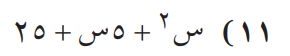 ١١) س٢ + ٥س + ٢٥